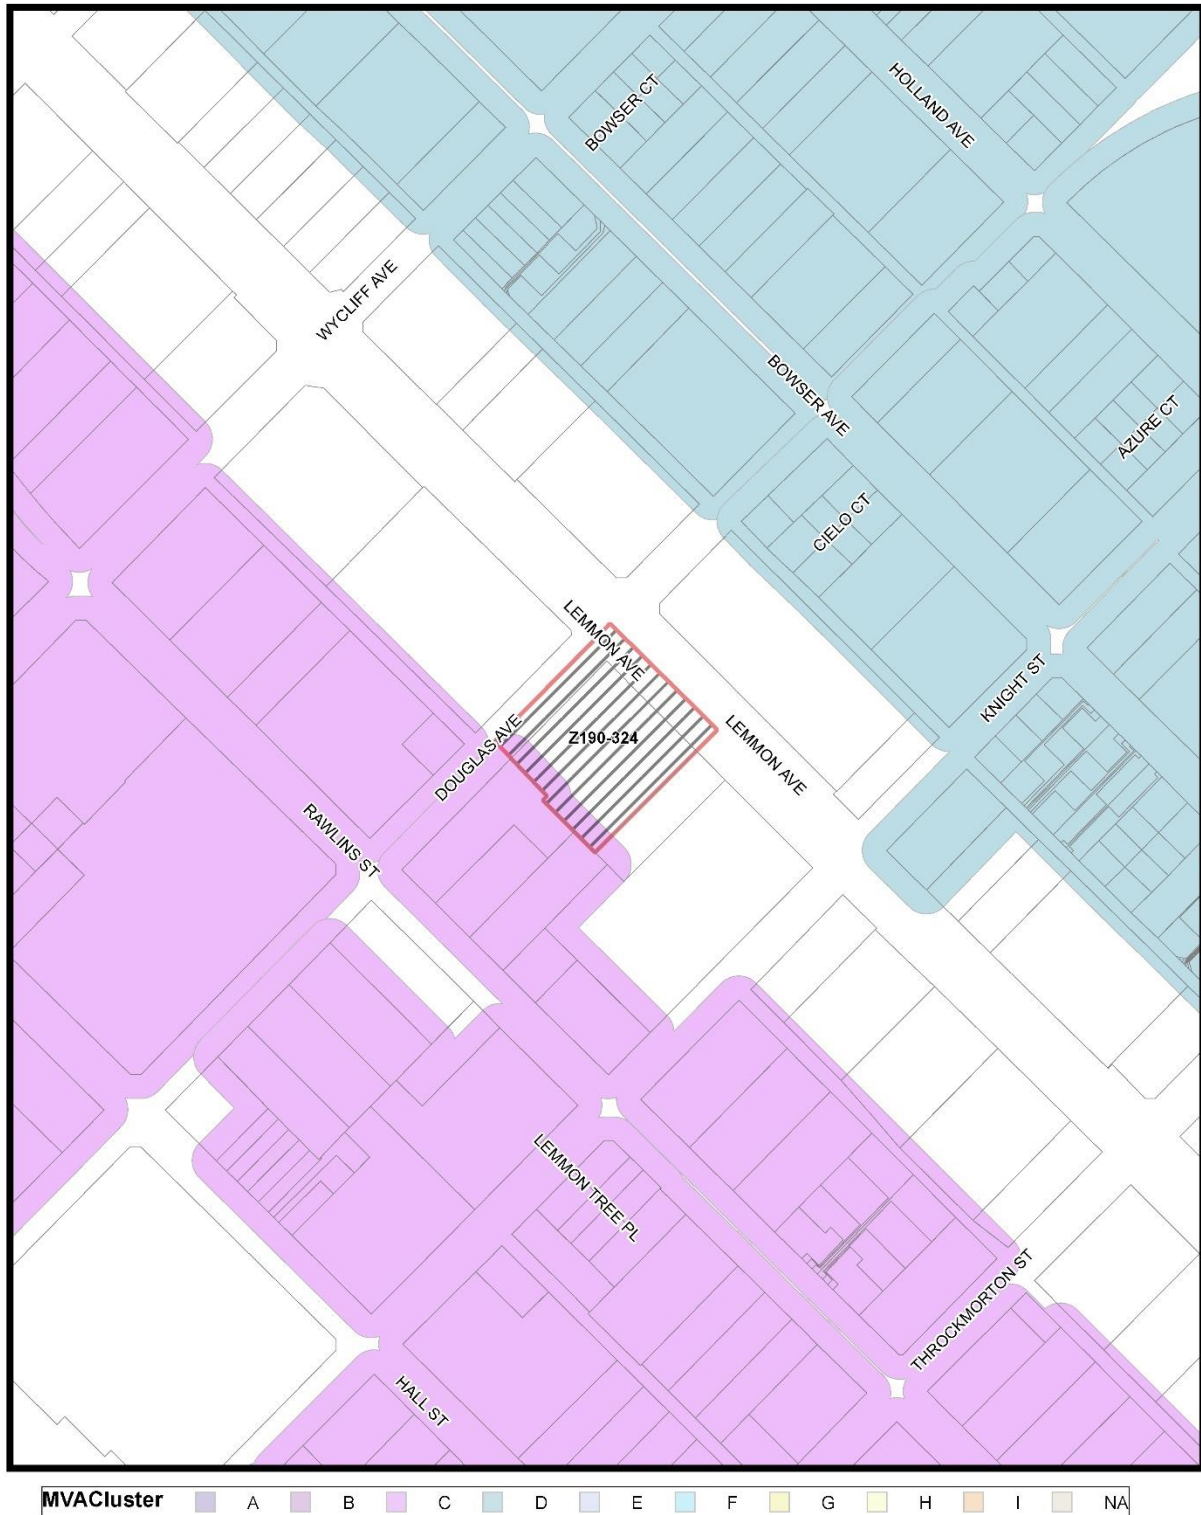 HOLLAND AVE
BOWSER CT
WYCLIFF AVE
BOWSER AVE
AZURE CT
CIELO CT
LEMMON AVE
KNIGHT ST
Z190-324
DOUGLAS AVE
LEMMON AVE
RAWLINS ST
LEMMON TREE PL
THROCKMORTON ST
HALL ST
MVACluster A B C D E F G H I NA